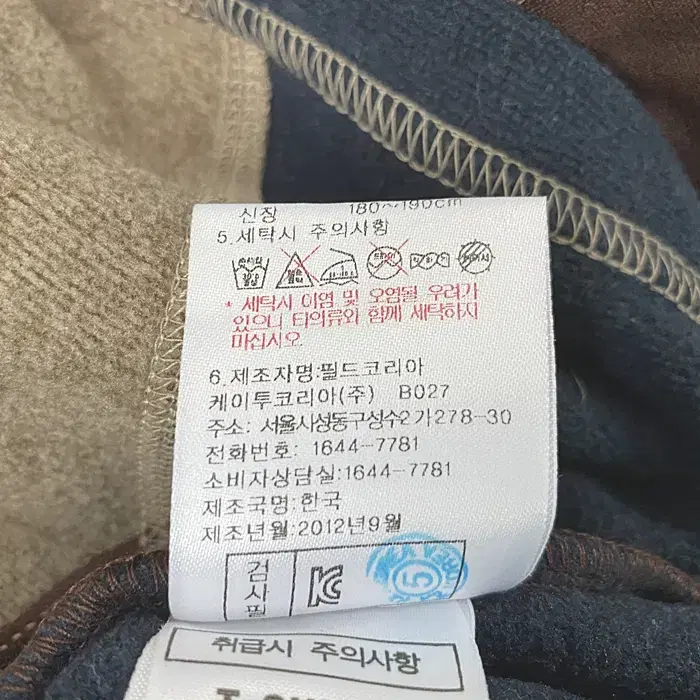 신장 180~190cm
5.세탁시 주의사항
* 세탁시 이염 및 오염될 우려가
있으니 타의류와 함께 세탁하지
마십시오
6.제조자명:필드코리아
케이투코리아(주) B027
주소: 서울시성동구성수2가278-30
전화번호: 1644-7781
소비자상담실:1644-7781
제조국명:한국
제조년월:2012년9월
검사필
5
취급시 주의사항